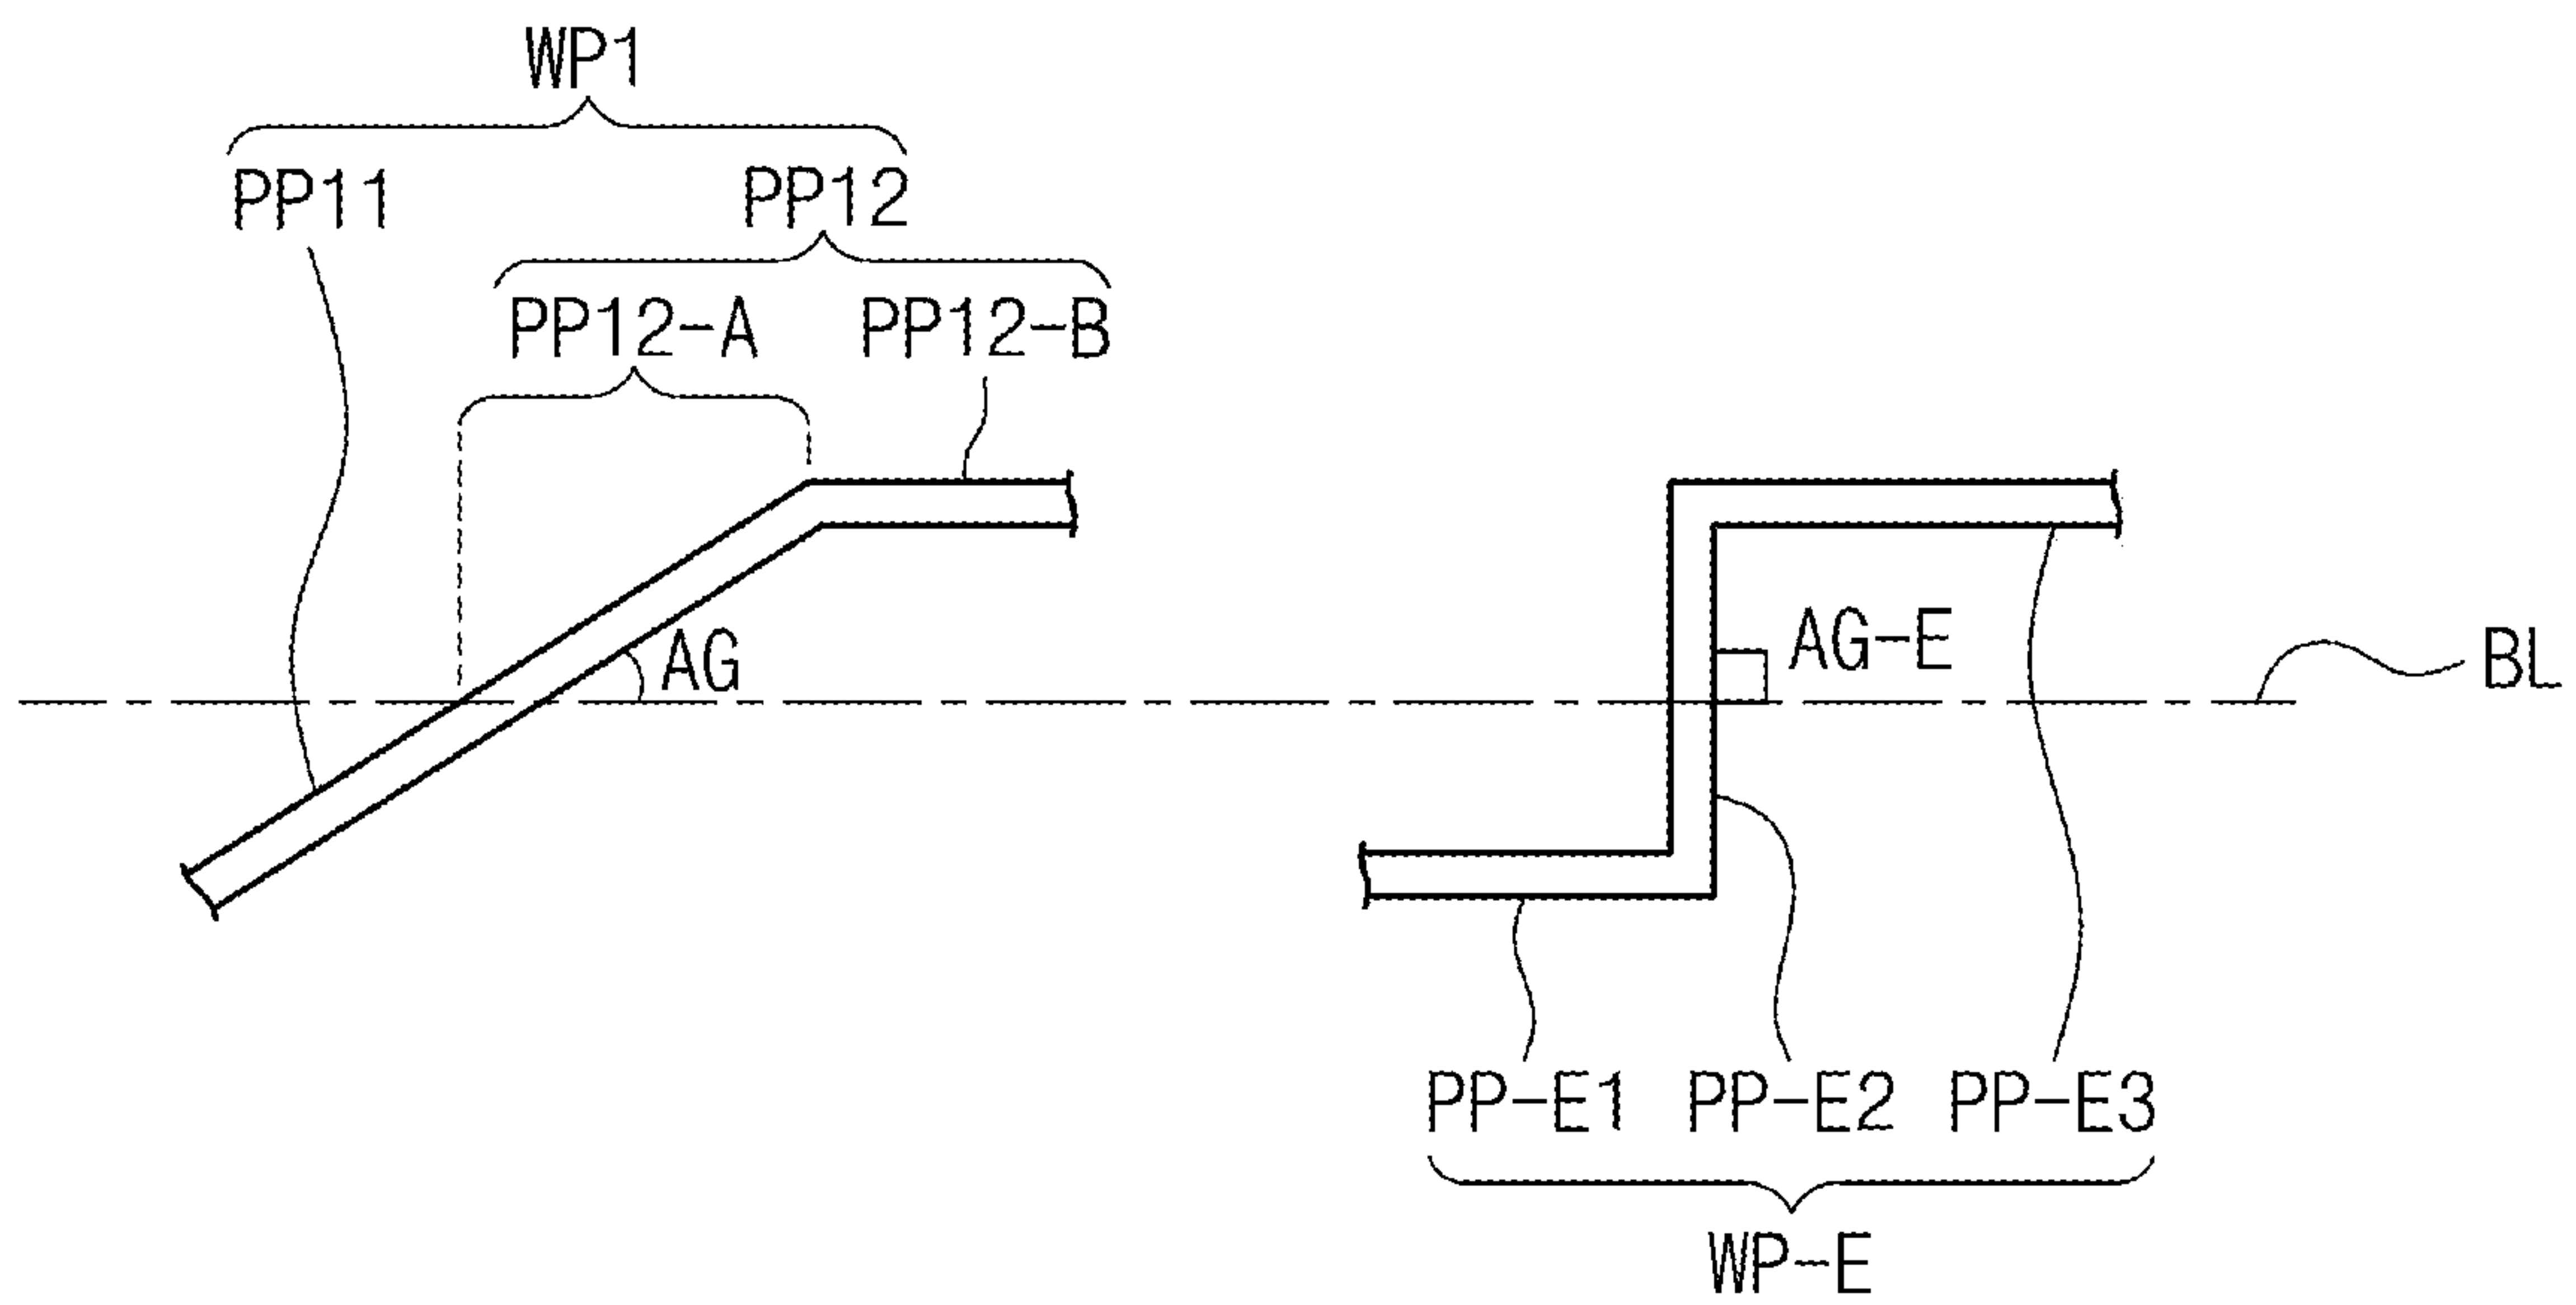 WP1
PP11 PP12
PP12-A PP12-B
AG AG-E BL
PP-E1 PP-E2 PP-E3
WP-E